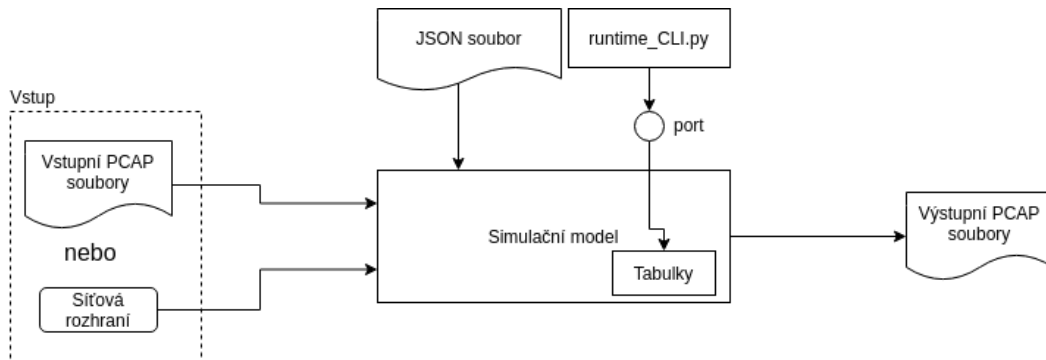 JSON soubor
runtime_CLI.py
Vstup
port
Vstupní PCAP
soubory
nebo
Síťová
rozhraní
Simulační model
Tabulky
Výstupní PCAP
soubory